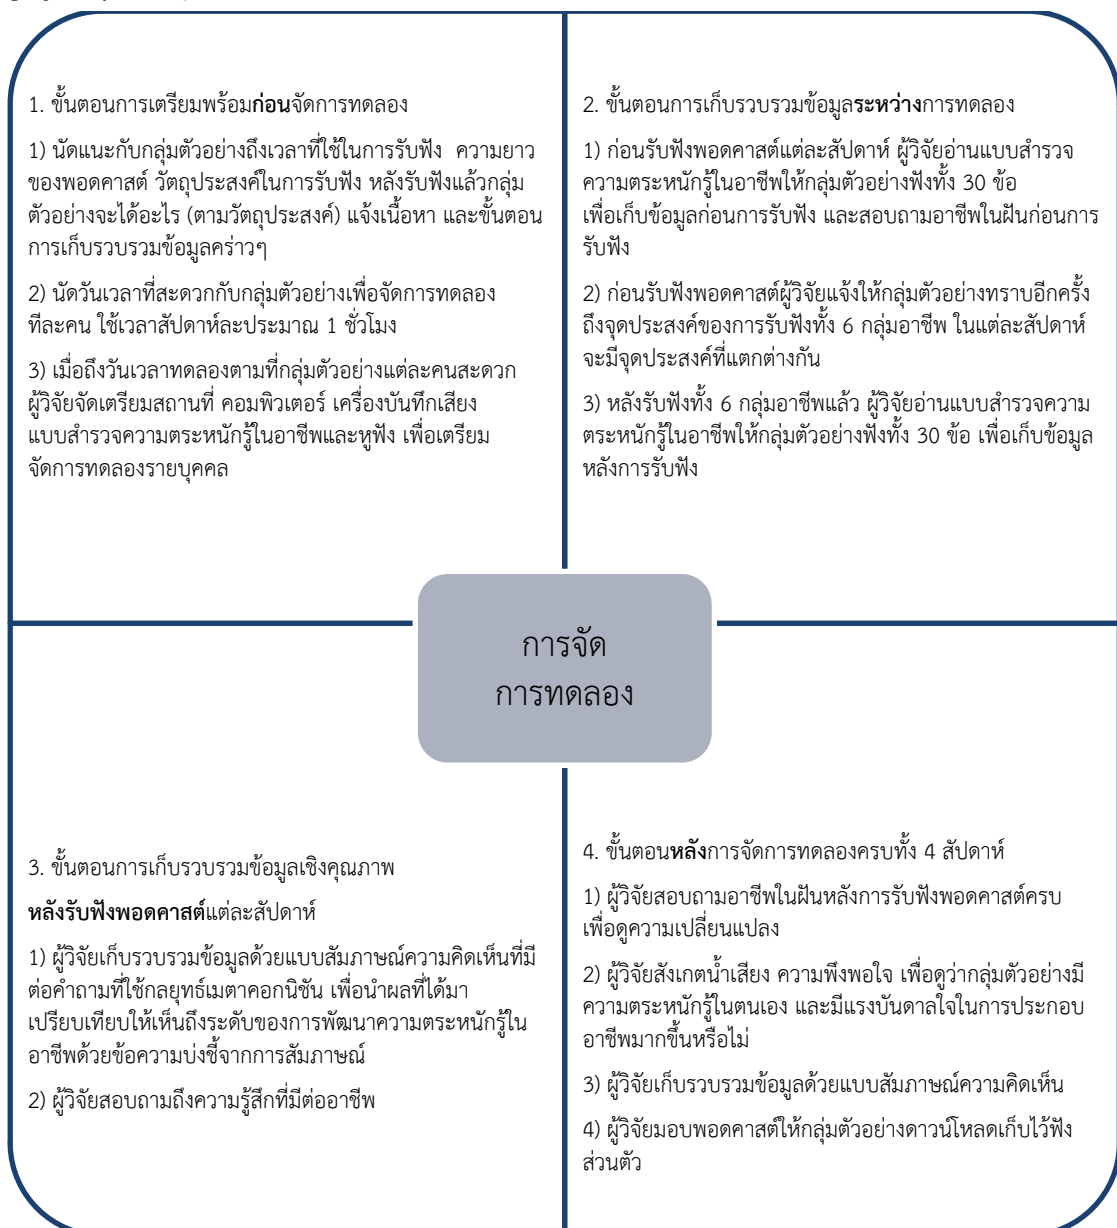 1. ขั้นตอนการเตรียมพร้อมก่อนจัดการทดลอง
1) นัดแนะกับกลุ่มตัวอย่างถึงเวลาที่ใช้ในการรับฟัง ความยาว
ของพอดคาสต์ วัตถุประสงค์ในการรับฟัง หลังรับฟังแล้วกลุ่ม
ตัวอย่างจะได้อะไร (ตามวัตถุประสงค์) แจ้งเนื้อหา และขั้นตอน
การเก็บรวบรวมข้อมูลคร่าวๆ
2) นัดวันเวลาที่สะดวกกับกลุ่มตัวอย่างเพื่อจัดการทดลอง
ทีละคน ใช้เวลาสัปดาห์ละประมาณ 1 ชั่วโมง
3) เมื่อถึงวันเวลาทดลองตามที่กลุ่มตัวอย่างแต่ละคนสะดวก
ผู้วิจัยจัดเตรียมสถานที่ คอมพิวเตอร์ เครื่องบันทึกเสียง
แบบสำรวจความตระหนักรู้ในอาชีพและหูฟัง เพื่อเตรียม
จัดการทดลองรายบุคคล
2. ขั้นตอนการเก็บรวบรวมข้อมูลระหว่างการทดลอง
1) ก่อนรับฟังพอดคาสต์แต่ละสัปดาห์ ผู้วิจัยอ่านแบบสำรวจ
ความตระหนักรู้ในอาชีพให้กลุ่มตัวอย่างฟังทั้ง 30 ข้อ
เพื่อเก็บข้อมูลก่อนการรับฟัง และสอบถามอาชีพในฝันก่อนการ
รับฟัง
2) ก่อนรับฟังพอดคาสต์ผู้วิจัยแจ้งให้กลุ่มตัวอย่างทราบอีกครั้ง
ถึงจุดประสงค์ของการรับฟังทั้ง 6 กลุ่มอาชีพ ในแต่ละสัปดาห์
จะมีจุดประสงค์ที่แตกต่างกัน
3) หลังรับฟังทั้ง 6 กลุ่มอาชีพแล้ว ผู้วิจัยอ่านแบบสำรวจความ
ตระหนักรู้ในอาชีพให้กลุ่มตัวอย่างฟังทั้ง 30 ข้อ เพื่อเก็บข้อมูล
หลังการรับฟัง
การจัด
การทดลอง
3. ขั้นตอนการเก็บรวบรวมข้อมูลเชิงคุณภาพ
หลังรับฟังพอดคาสต์แต่ละสัปดาห์
1) ผู้วิจัยเก็บรวบรวมข้อมูลด้วยแบบสัมภาษณ์ความคิดเห็นที่มี
ต่อคำถามที่ใช้กลยุทธ์เมตาคอกนิชัน เพื่อนำผลที่ได้มา
เปรียบเทียบให้เห็นถึงระดับของการพัฒนาความตระหนักรู้ใน
อาชีพด้วยข้อความบ่งชี้จากการสัมภาษณ์
2) ผู้วิจัยสอบถามถึงความรู้สึกที่มีต่ออาชีพ
4. ขั้นตอนหลังการจัดการทดลองครบทั้ง 4 สัปดาห์
1) ผู้วิจัยสอบถามอาชีพในฝันหลังการรับฟังพอดคาสต์ครบ
เพื่อดูความเปลี่ยนแปลง
2) ผู้วิจัยสังเกตน้ำเสียง ความพึงพอใจ เพื่อดูว่ากลุ่มตัวอย่างมี
ความตระหนักรู้ในตนเอง และมีแรงบันดาลใจในการประกอบ
อาชีพมากขึ้นหรือไม่
3) ผู้วิจัยเก็บรวบรวมข้อมูลด้วยแบบสัมภาษณ์ความคิดเห็น
4) ผู้วิจัยมอบพอดคาสต์ให้กลุ่มตัวอย่างดาวน์โหลดเก็บไว้ฟัง
ส่วนตัว